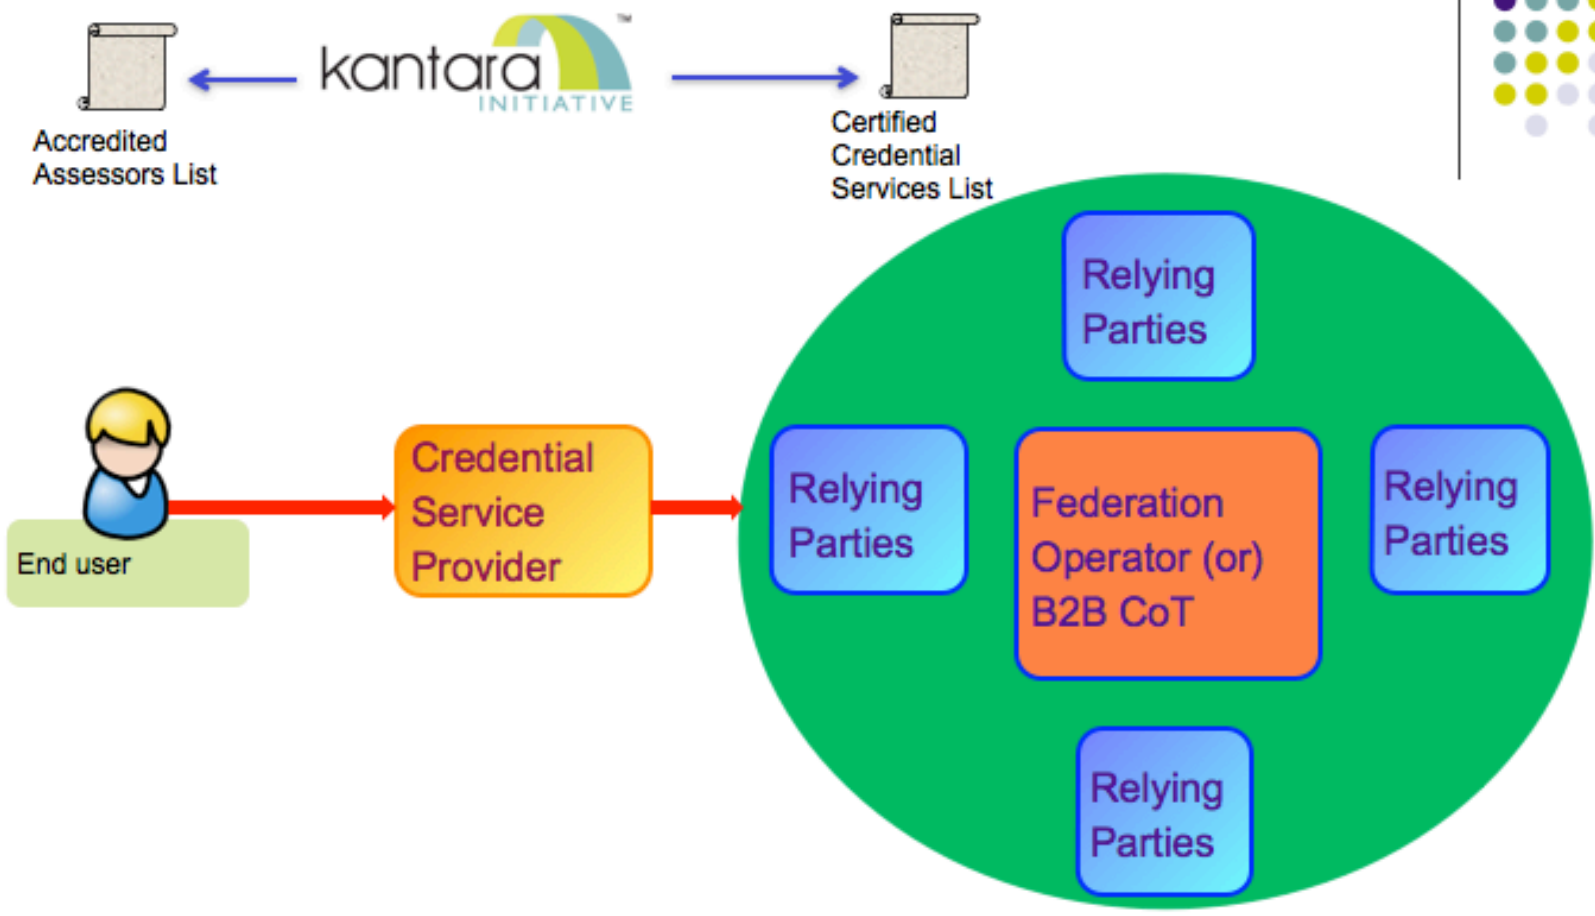 kantara
INITIATIVE
TM
Accredited
Assessors List
Certified
Credential
Services List
Relying
Parties
End user
Credential
Service
Provider
Relying
Parties
Federation
Operator (or)
B2B CoT
Relying
Parties
Relying
Parties